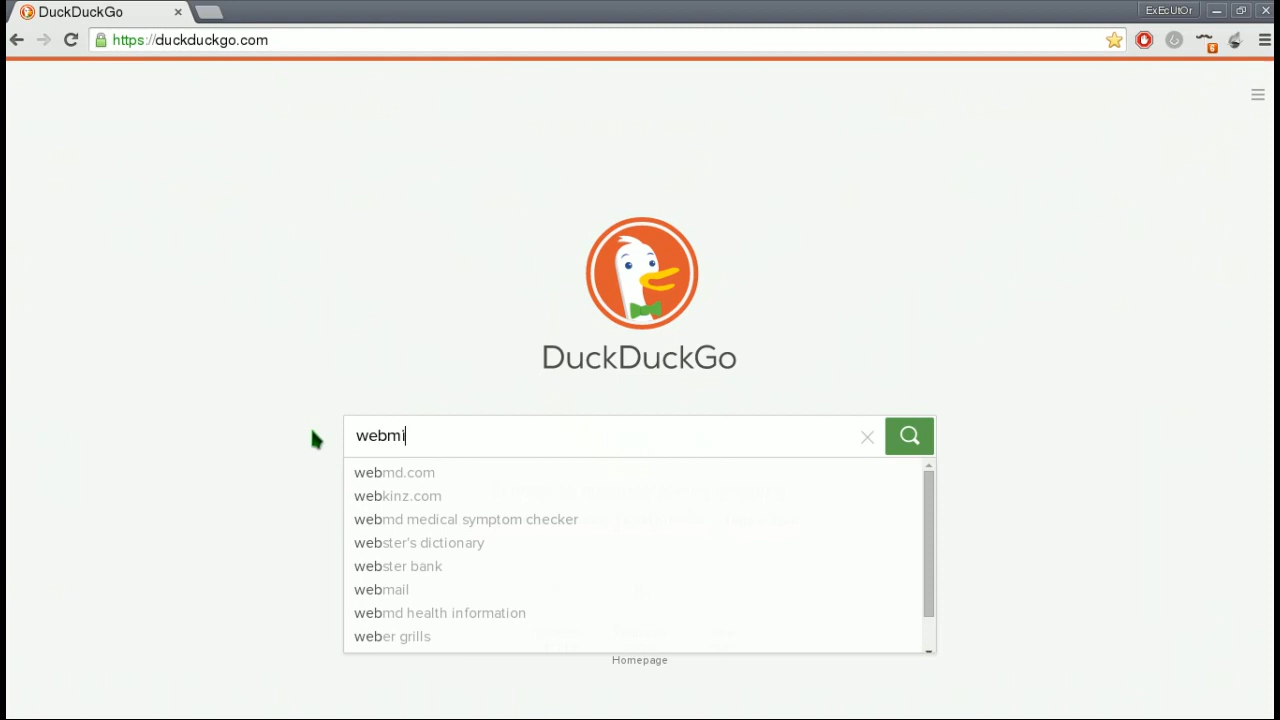 DuckDuckGo
ExEcUtOr
https://duckduckgo.com
6
DuckDuckGo
webmi
webmd.com
webkinz.com
webmd medical symptom checker
webster's dictionary
webster bank
webmail
webmd health information
weber grills
Homepage